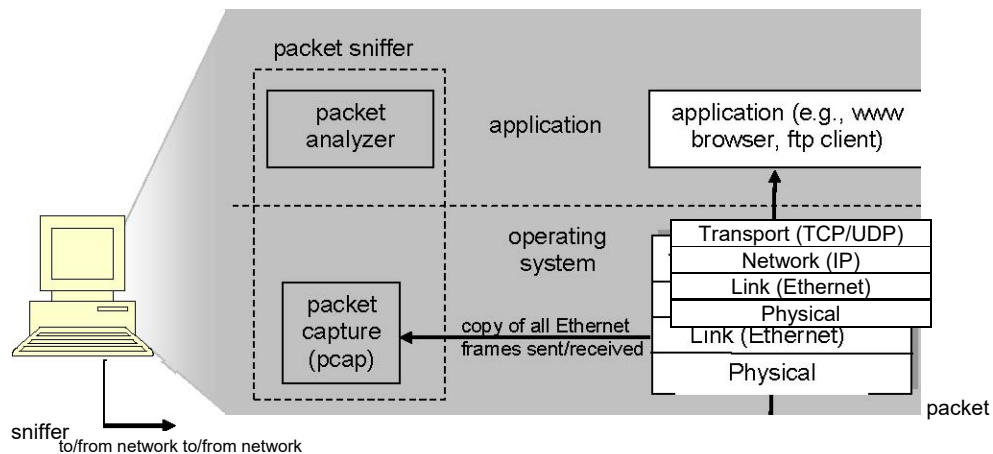 packet sniffer
packet
analyzer
application
application (e.g., www
browser, ftp client)
operating
system
Transport (TCP/UDP)
Network (IP)
Link (Ethernet)
Physical
packet
capture
(pcap)
copy of all Ethernet
frames sent/received
Link (Ethernet)
Physical
packet
sniffer
to/from network to/from network